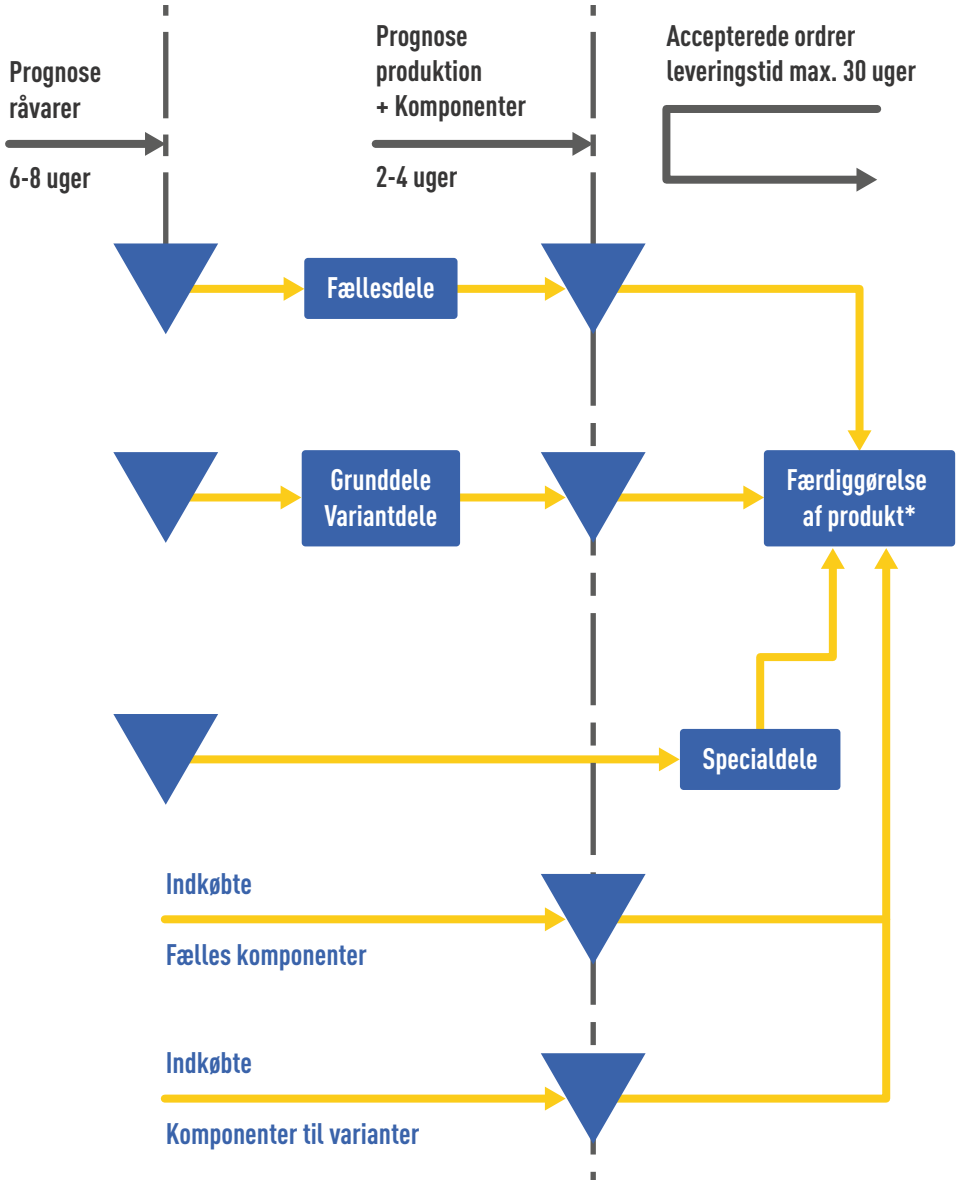 Prognose
råvarer
6-8 uger
Prognose
produktion
+ Komponenter
2-4 uger
Accepterede ordrer
leveringstid max. 30 uger
Fællesdele
Grunddele
Variantdele
Færdiggørelse
af produkt*
Specialdele
Indkøbte
Fælles komponenter
Indkøbte
Komponenter til varianter